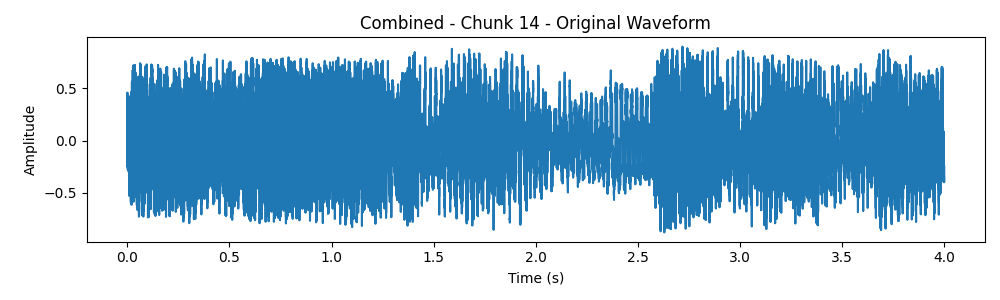 Combined - Chunk 14 - Original Waveform
Amplitude
0.5
0.0
−0.5
0.0 0.5 1.0 1.5 2.0 2.5 3.0 3.5 4.0
Time (s)